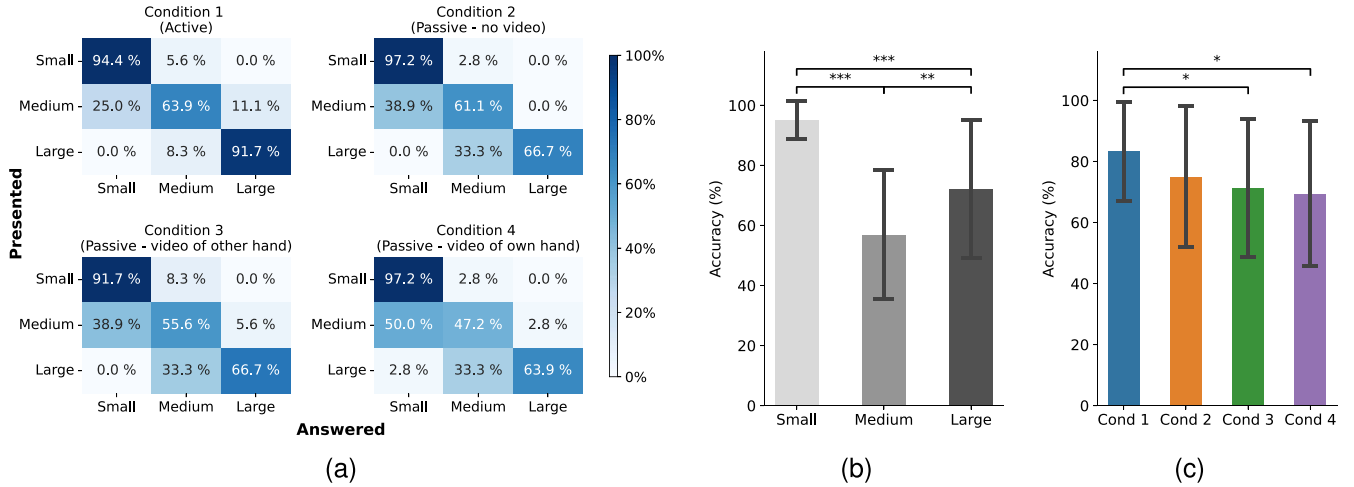 Condition 1
(Active)
Small
94.4 %
5.6 %
0.0 %
Medium
25.0 %
63.9 %
11.1 %
Large
0.0 %
8.3 %
91.7 %
Small
Medium
Large
Condition 2
(Passive - no video)
Small
97.2 %
2.8 %
0.0 %
Medium
38.9 %
61.1 %
0.0 %
Large
0.0 %
33.3 %
66.7 %
Small
Medium
Large
Condition 3
(Passive - video of other hand)
Small
91.7 %
8.3 %
0.0 %
Medium
38.9 %
55.6 %
5.6 %
Large
0.0 %
33.3 %
66.7 %
Small
Medium
Large
Condition 4
(Passive - video of own hand)
Small
97.2 %
2.8 %
0.0 %
Medium
50.0 %
47.2 %
2.8 %
Large
2.8 %
33.3 %
63.9 %
Small
Medium
Large
Presented
Answered
100%
80%
60%
40%
20%
0%
(a)
***
*** **
Accuracy (%)
100
80
60
40
20
0
Small
Medium
Large
(b)
*
*
Accuracy (%)
100
80
60
40
20
0
Cond 1
Cond 2
Cond 3
Cond 4
(c)